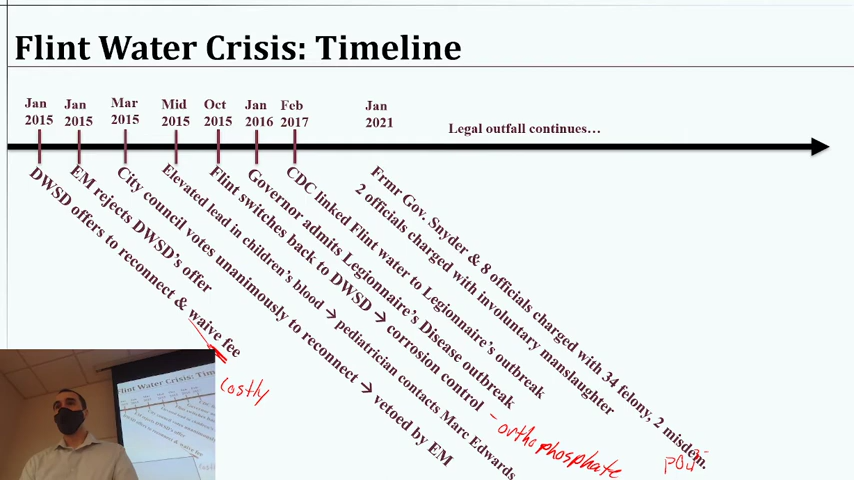 Flint Water Crisis: Timeline
Jan 2015
Jan 2015
Mar 2015
Mid 2015
Oct 2015
Jan 2016
Feb 2017
Jan 2021
Legal outfall continues…
DWSD offers to reconnect & waive fee
EM rejects DWSD's offer
City council votes unanimously to reconnect → vetoed by EM
Elevated lead in children's blood → pediatrician contacts Marc Edwards
Flint switches back to DWSD → corrosion control
Governor admits Legionnaire's Disease outbreak
CDC linked Flint water to Legionnaire's outbreak
Frmr Gov. Snyder & 8 officials charged with 34 felony, 2 misdem.
2 officials charged with involuntary manslaughter
costly
- orthophosphate